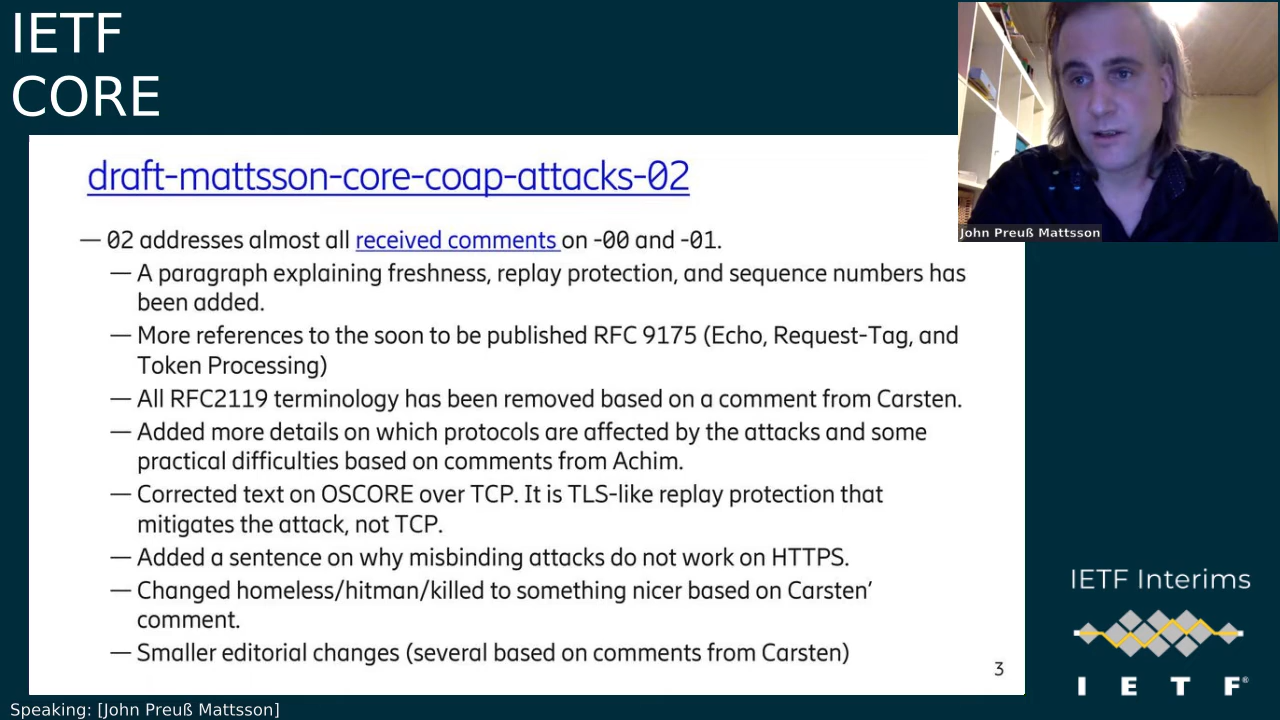 IETF
CORE
draft-mattsson-core-coap-attacks-02
— 02 addresses almost all received comments on -00 and -01.
— A paragraph explaining freshness, replay protection, and sequence numbers has
been added.
— More references to the soon to be published RFC 9175 (Echo, Request-Tag, and
Token Processing)
— All RFC2119 terminology has been removed based on a comment from Carsten.
— Added more details on which protocols are affected by the attacks and some
practical difficulties based on comments from Achim.
— Corrected text on OSCORE over TCP. It is TLS-like replay protection that
mitigates the attack, not TCP.
— Added a sentence on why misbinding attacks do not work on HTTPS.
— Changed homeless/hitman/killed to something nicer based on Carsten’
comment.
— Smaller editorial changes (several based on comments from Carsten)
3
John Preuß Mattsson
IETF Interims
I E T F®
Speaking: [John Preuß Mattsson]